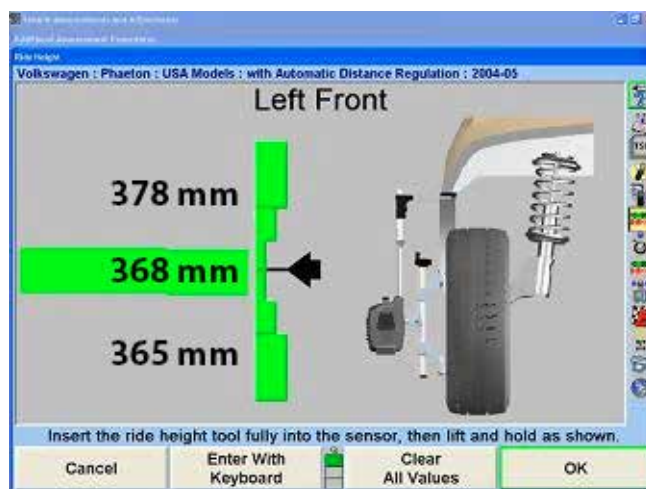 Ride Height
Volkswagen : Phaeton : USA Models : with Automatic Distance Regulation : 2004-05
Left Front
378 mm
368 mm
365 mm
Insert the ride height tool fully into the sensor, then lift and hold as shown.
Cancel
Enter With
Keyboard
Clear
All Values
OK